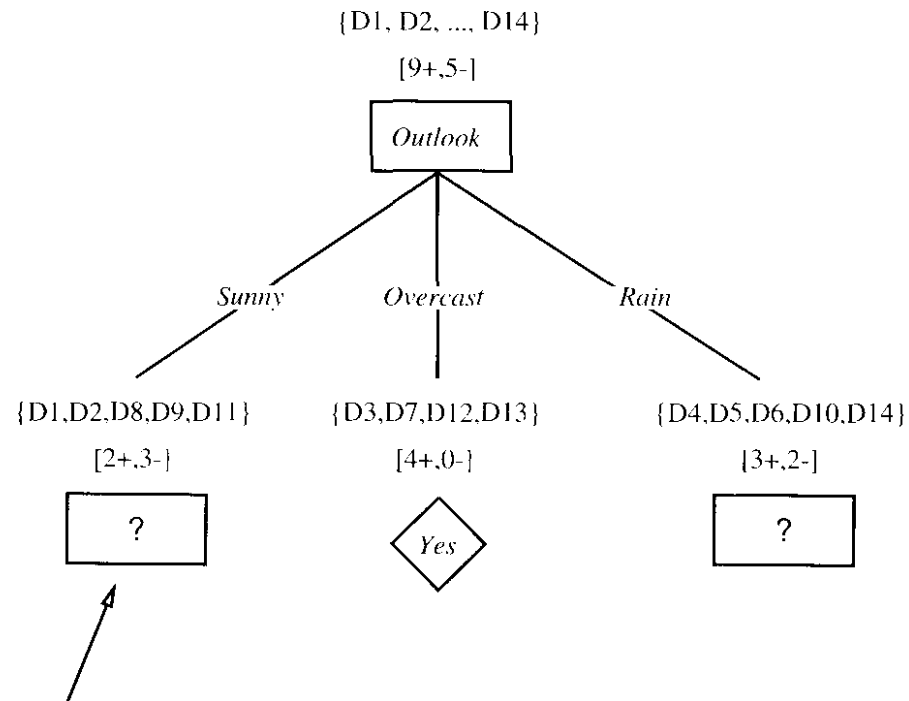 {D1, D2, ..., D14}
[9+,5-]
Outlook
Sunny Overcast Rain
{D1,D2,D8,D9,D11} {D3,D7,D12,D13} {D4,D5,D6,D10,D14}
[2+,3-] [4+,0-] [3+,2-]
? Yes ?